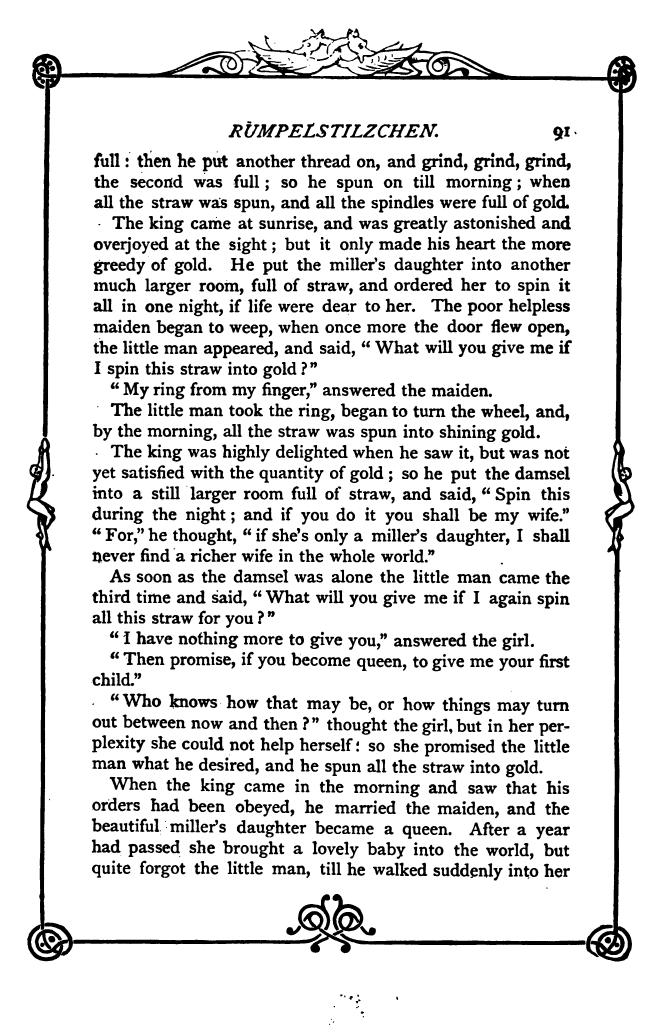 RUMPELSTILZCHEN. 91
full : then he put another thread on, and grind, grind, grind,
the second was full ; so he spun on till morning ; when
all the straw was spun, and all the spindles were full of gold.
The king came at sunrise, and was greatly astonished and
overjoyed at the sight ; but it only made his heart the more
greedy of gold. He put the miller’s daughter into another
much larger room, full of straw, and ordered her to spin it
all in one night, if life were dear to her. The poor helpless
maiden began to weep, when once more the door flew open,
the little man appeared, and said, “ What will you give me if
I spin this straw into gold ?”
“ My ring from my finger,” answered the maiden.
The little man took the ring, began to turn the wheel, and,
by the morning, all the straw was spun into shining gold.
The king was highly delighted when he saw it, but was not
yet satisfied with the quantity of gold ; so he put the damsel
into a still larger room full of straw, and said, “ Spin this
during the night ; and if you do it you shall be my wife.”
“ For,” he thought, “ if she’s only a miller’s daughter, I shall
never find a richer wife in the whole world.”
As soon as the damsel was alone the little man came the
third time and said, “ What will you give me if I again spin
all this straw for you ?”
“ I have nothing more to give you,” answered the girl.
“ Then promise, if you become queen, to give me your first
child.”
“ Who knows how that may be, or how things may turn
out between now and then ?” thought the girl, but in her per-
plexity she could not help herself : so she promised the little
man what he desired, and he spun all the straw into gold.
When the king came in the morning and saw that his
orders had been obeyed, he married the maiden, and the
beautiful miller’s daughter became a queen. After a year
had passed she brought a lovely baby into the world, but
quite forgot the little man, till he walked suddenly into her